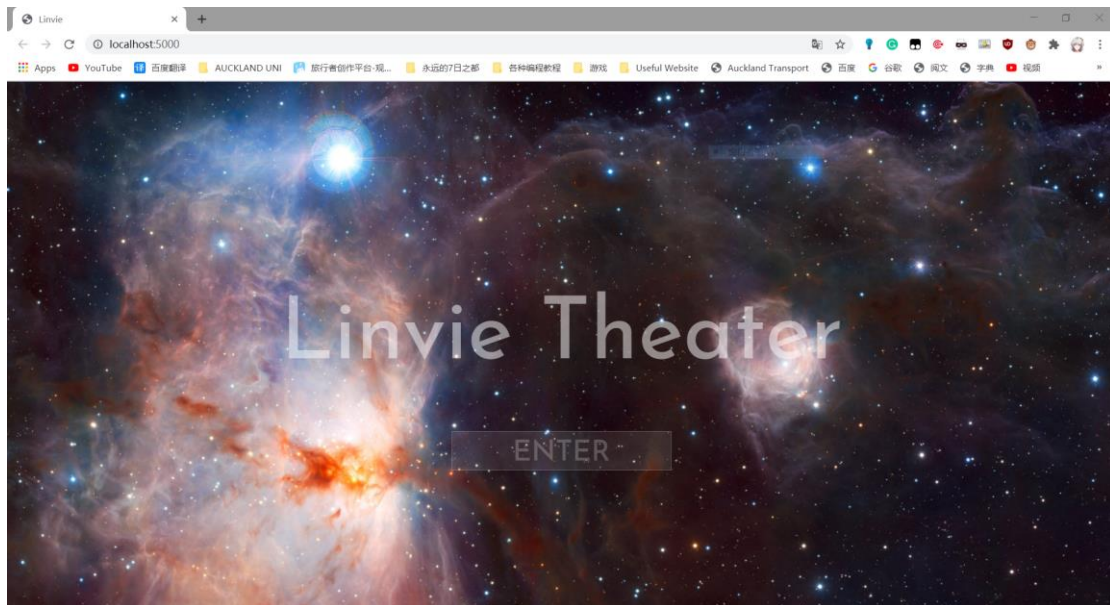 Linvie
localhost:5000
Apps YouTube 百度翻译 AUCKLAND UNI 旅行者创作平台-规... 永远的7日之都 各种编程教程 游戏 Useful Website Auckland Transport 百度 谷歌 阅文 字典 视频 »
Linvie Theater
ENTER